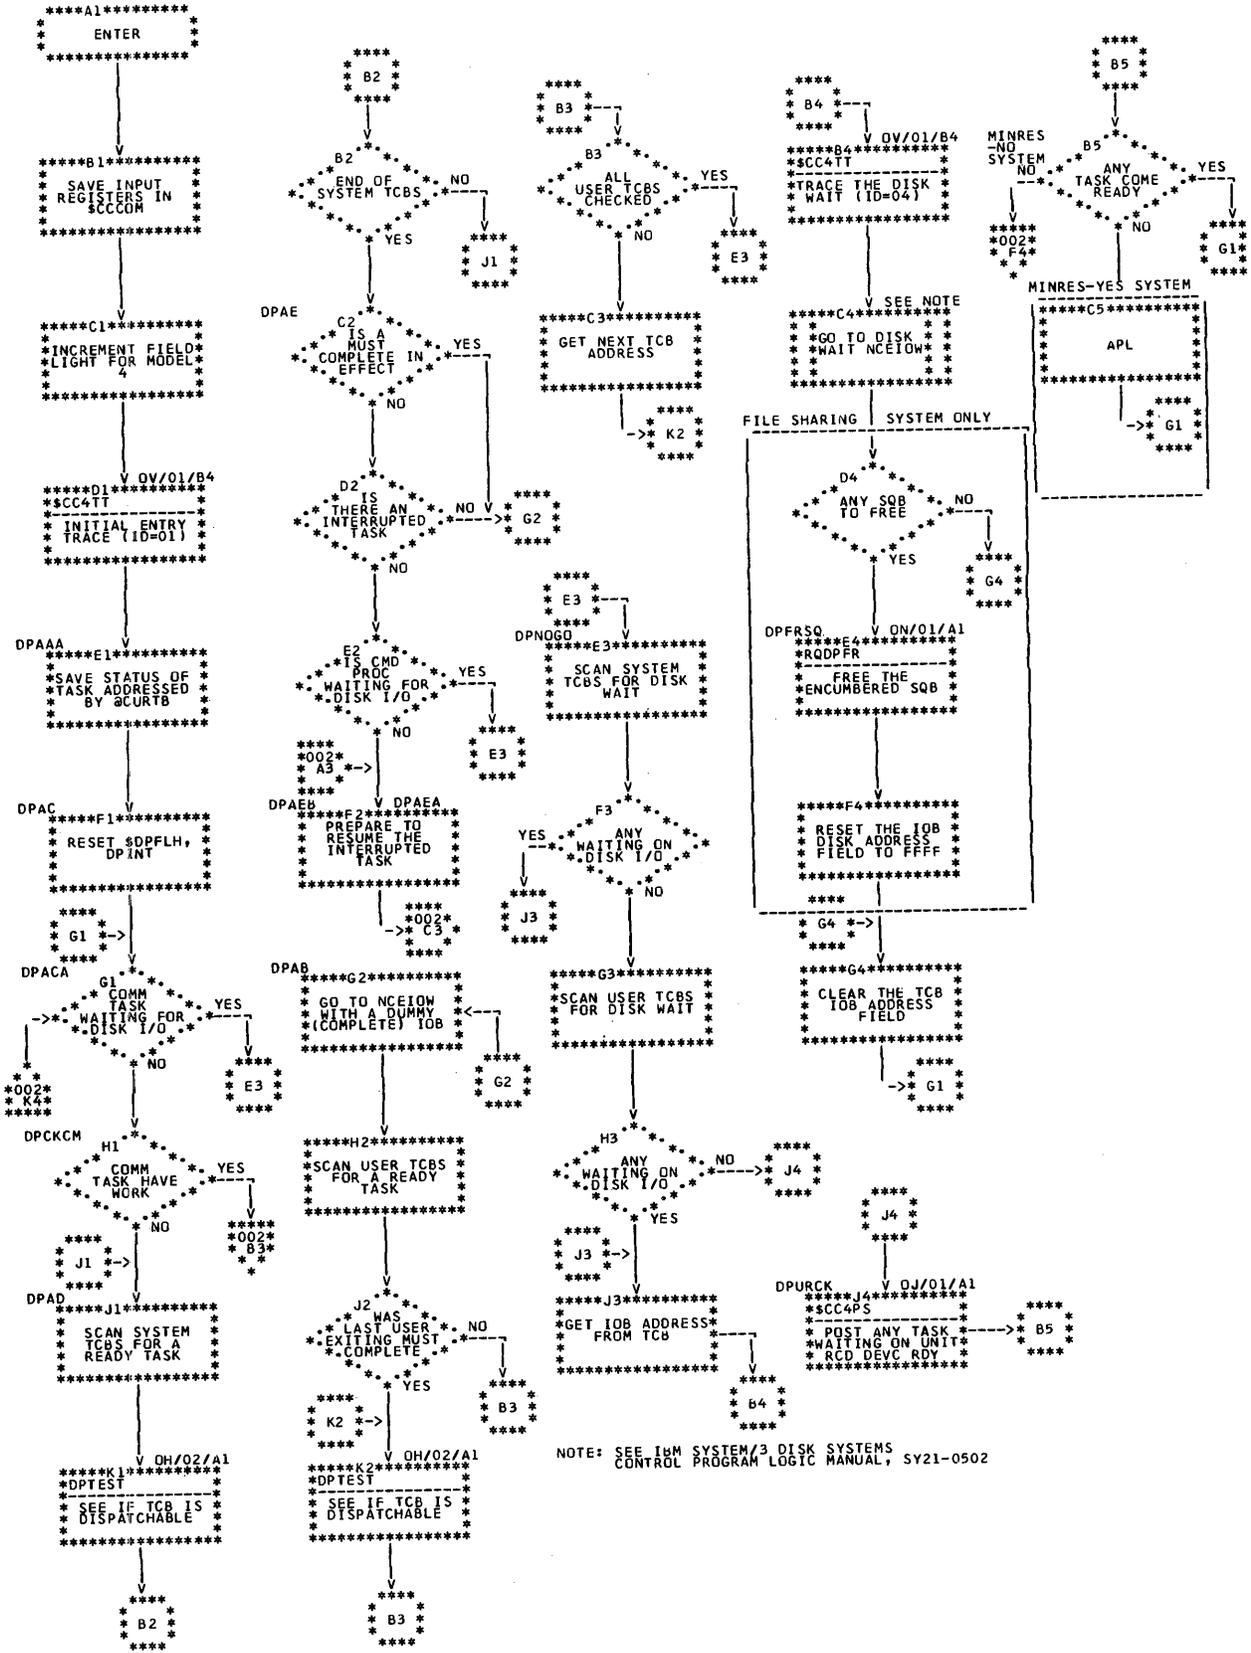 A1
ENTER
B1
SAVE INPUT
REGISTERS IN
$CCCOM
C1
INCREMENT FIELD
LIGHT FOR MODEL
4
OV/01/B4
D1
$CC4TT
INITIAL ENTRY
TRACE (ID=01)
DPAAA
E1
SAVE STATUS OF
TASK ADDRESSED
BY @CURTB
DPAC
F1
RESET $DPFLH,
DPINT
G1
DPACA
G1
COMM
TASK
WAITING FOR
DISK I/O
YES
NO
E3
002
K4
DPCKCM
H1
COMM
TASK HAVE
WORK
YES
NO
002
B3
J1
DPAD
J1
SCAN SYSTEM
TCBS FOR A
READY TASK
OH/02/A1
K1
DPTEST
SEE IF TCB IS
DISPATCHABLE
B2
B2
B2
END OF
SYSTEM TCBS
NO
YES
J1
DPAE
C2
IS A
MUST
COMPLETE IN
EFFECT
YES
NO
D2
IS
THERE AN
INTERRUPTED
TASK
NO
G2
NO
E2
IS CMD
PROC
WAITING FOR
DISK I/O
YES
NO
E3
002
A3
DPAEB
DPAEA
F2
PREPARE TO
RESUME THE
INTERRUPTED
TASK
002
C3
DPAB
G2
GO TO NCEIOW
WITH A DUMMY
(COMPLETE) IOB
G2
H2
SCAN USER TCBS
FOR A READY
TASK
J2
WAS
LAST USER
EXITING MUST
COMPLETE
NO
YES
B3
K2
OH/02/A1
K2
DPTEST
SEE IF TCB IS
DISPATCHABLE
B3
B3
B3
ALL
USER TCBS
CHECKED
YES
NO
E3
C3
GET NEXT TCB
ADDRESS
K2
E3
DPNOGO
E3
SCAN SYSTEM
TCBS FOR DISK
WAIT
F3
ANY
WAITING ON
DISK I/O
YES
NO
J3
G3
SCAN USER TCBS
FOR DISK WAIT
H3
ANY
WAITING ON
DISK I/O
NO
J4
YES
J3
J3
GET IOB ADDRESS
FROM TCB
B4
B4
OV/01/B4
B4
$CC4TT
TRACE THE DISK
WAIT (ID=04)
SEE NOTE
C4
GO TO DISK
WAIT NCEIOW
FILE SHARING SYSTEM ONLY
D4
ANY SQB
TO FREE
NO
YES
G4
DPFRSQ
ON/01/A1
E4
RQDPFR
FREE THE
ENCUMBERED SQB
F4
RESET THE IOB
DISK ADDRESS
FIELD TO FFFF
G4
G4
CLEAR THE TCB
IOB ADDRESS
FIELD
G1
J4
DPURCK
OJ/01/A1
J4
$CC4PS
POST ANY TASK
WAITING ON UNIT
RCD DEVC RDY
B5
B5
MINRES
-NO
SYSTEM
NO
B5
ANY
TASK COME
READY
YES
NO
002
F4
G1
MINRES-YES SYSTEM
C5
APL
G1
NOTE: SEE IBM SYSTEM/3 DISK SYSTEMS
CONTROL PROGRAM LOGIC MANUAL, SY21-0502